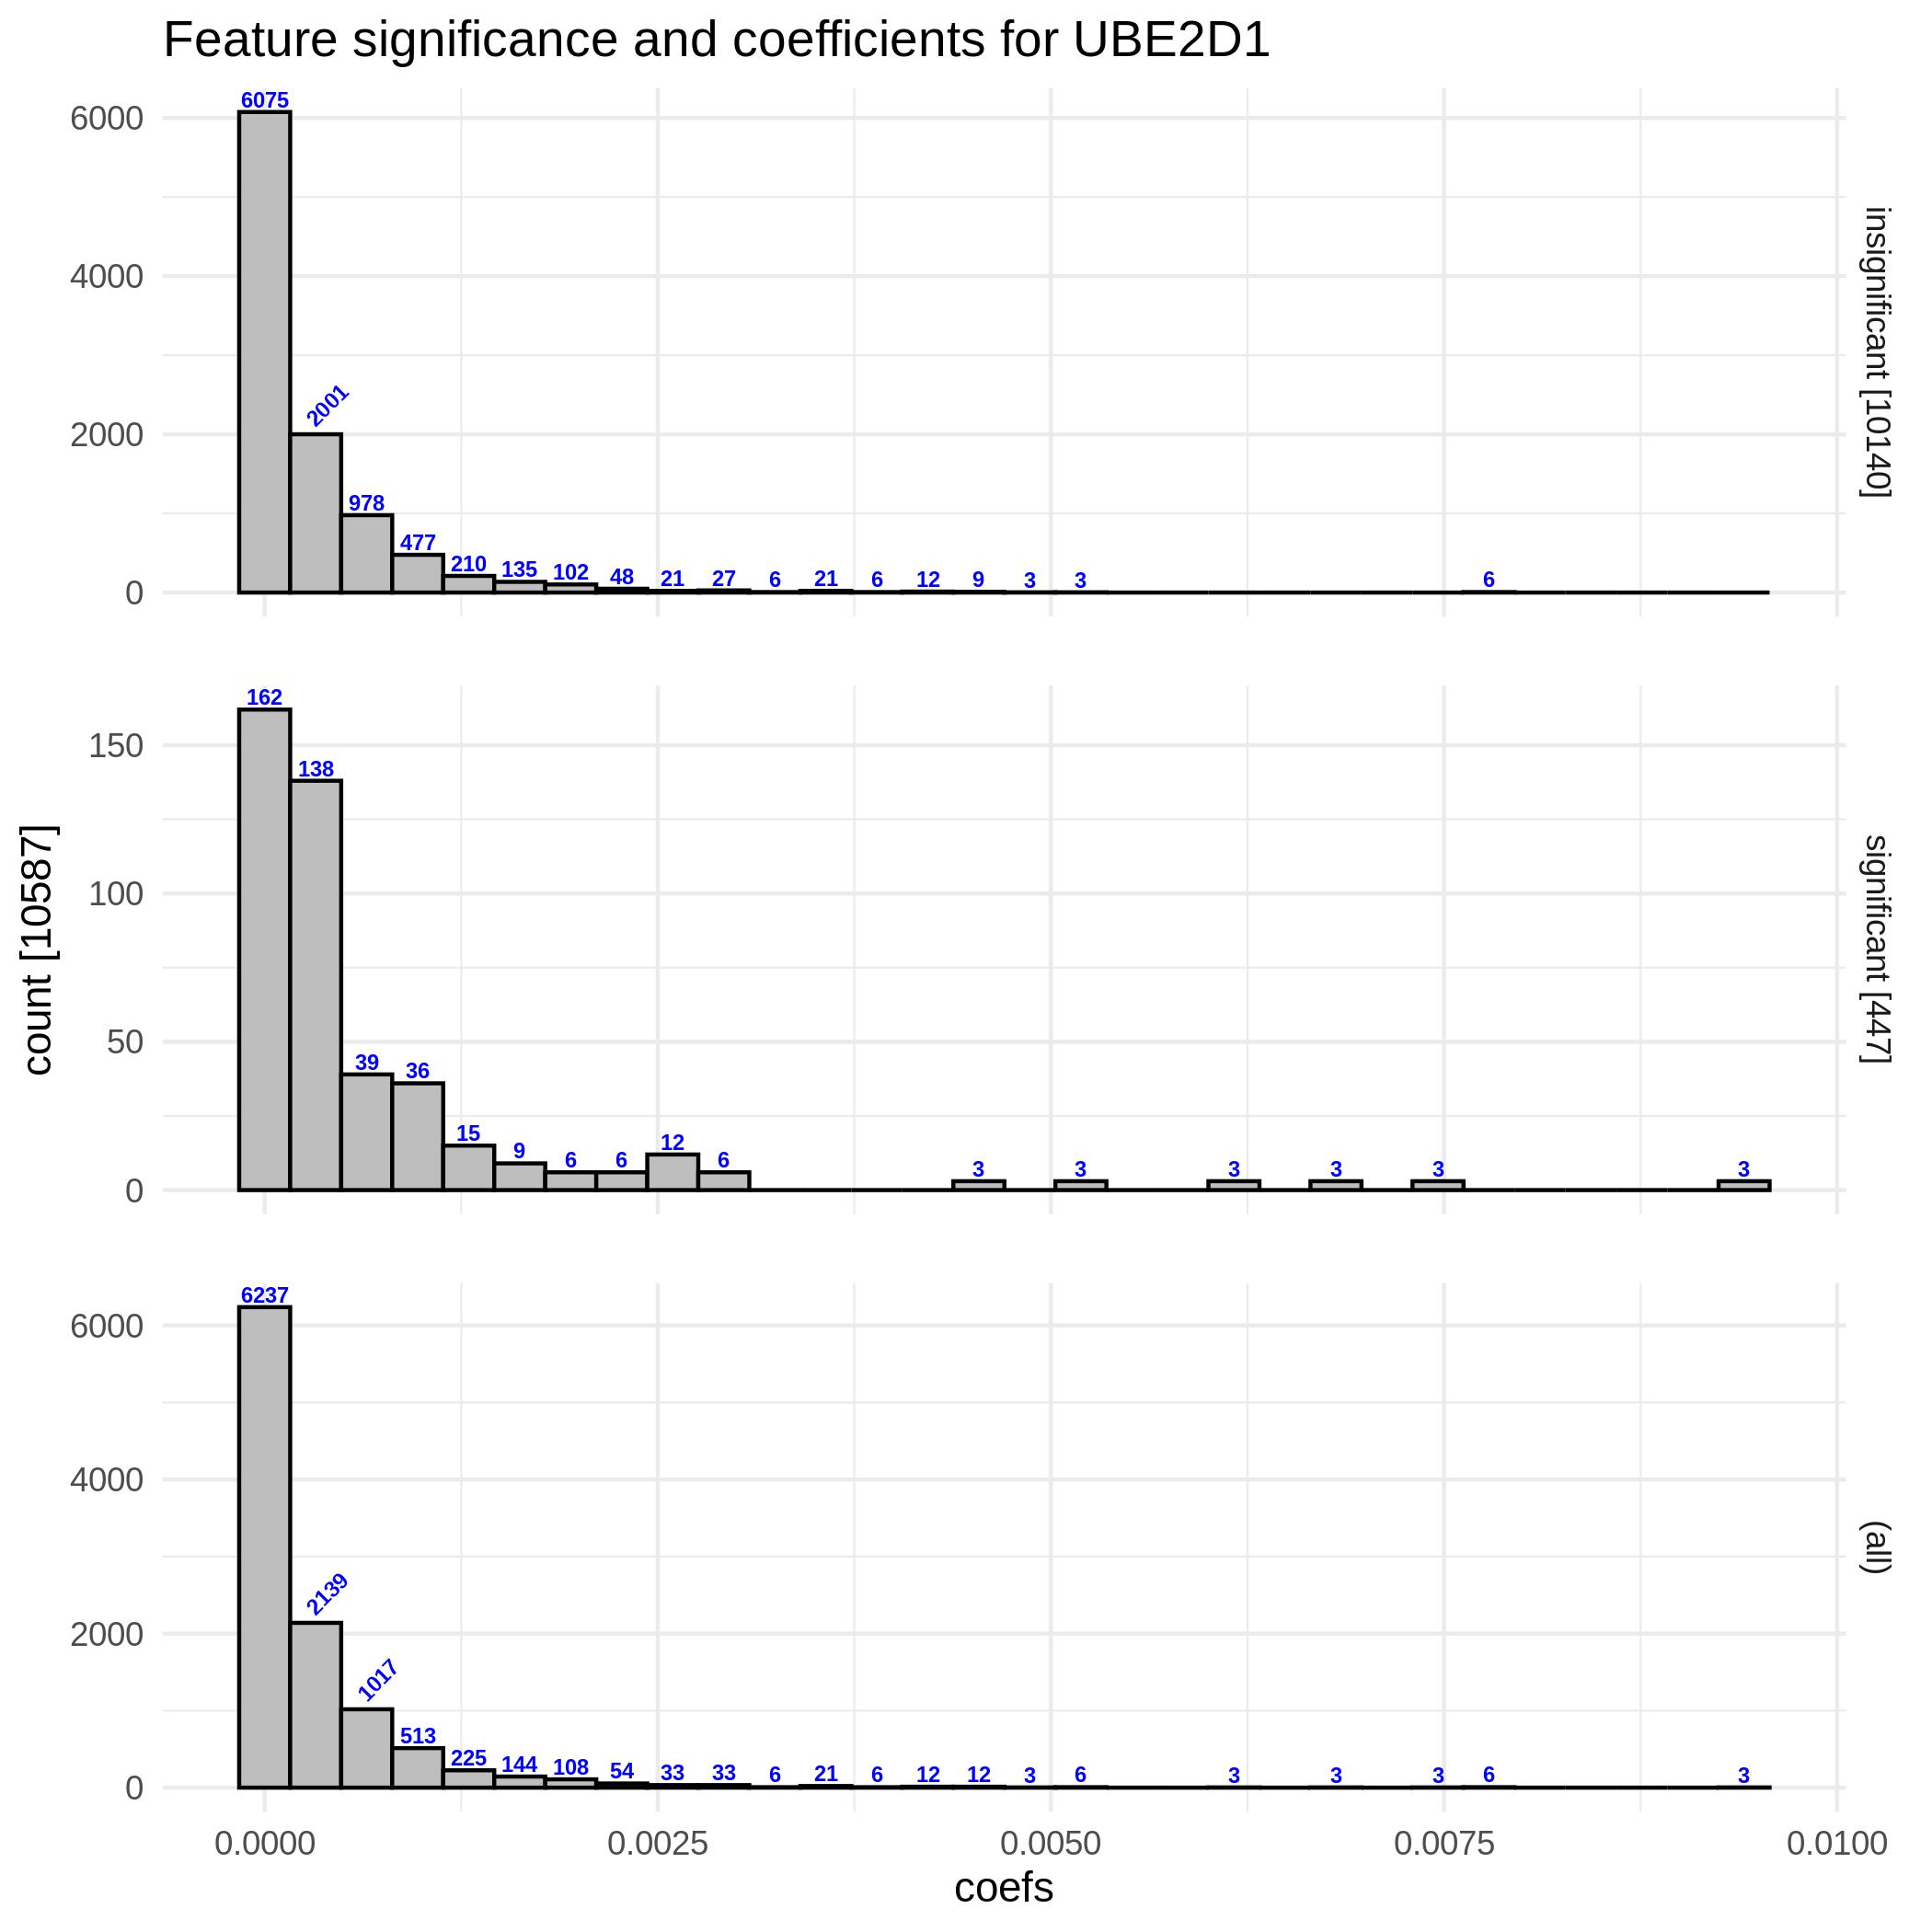 Feature significance and coefficients for UBE2D1
6075
6000
insignificant [10140]
4000
2001
2000
978
477
210 135 102 48 21 27 6 21 6 12 9 3 3 6
0
162
150
138
count [10587]
significant [447]
100
50
39 36
15 9 6 6 12 6 3 3 3 3 3 3
0
6237
6000
4000
(all)
2139
2000
1017
513
225 144 108 54 33 33 6 21 6 12 12 3 6 3 3 3 6 3
0
0.0000 0.0025 0.0050 0.0075 0.0100
coefs